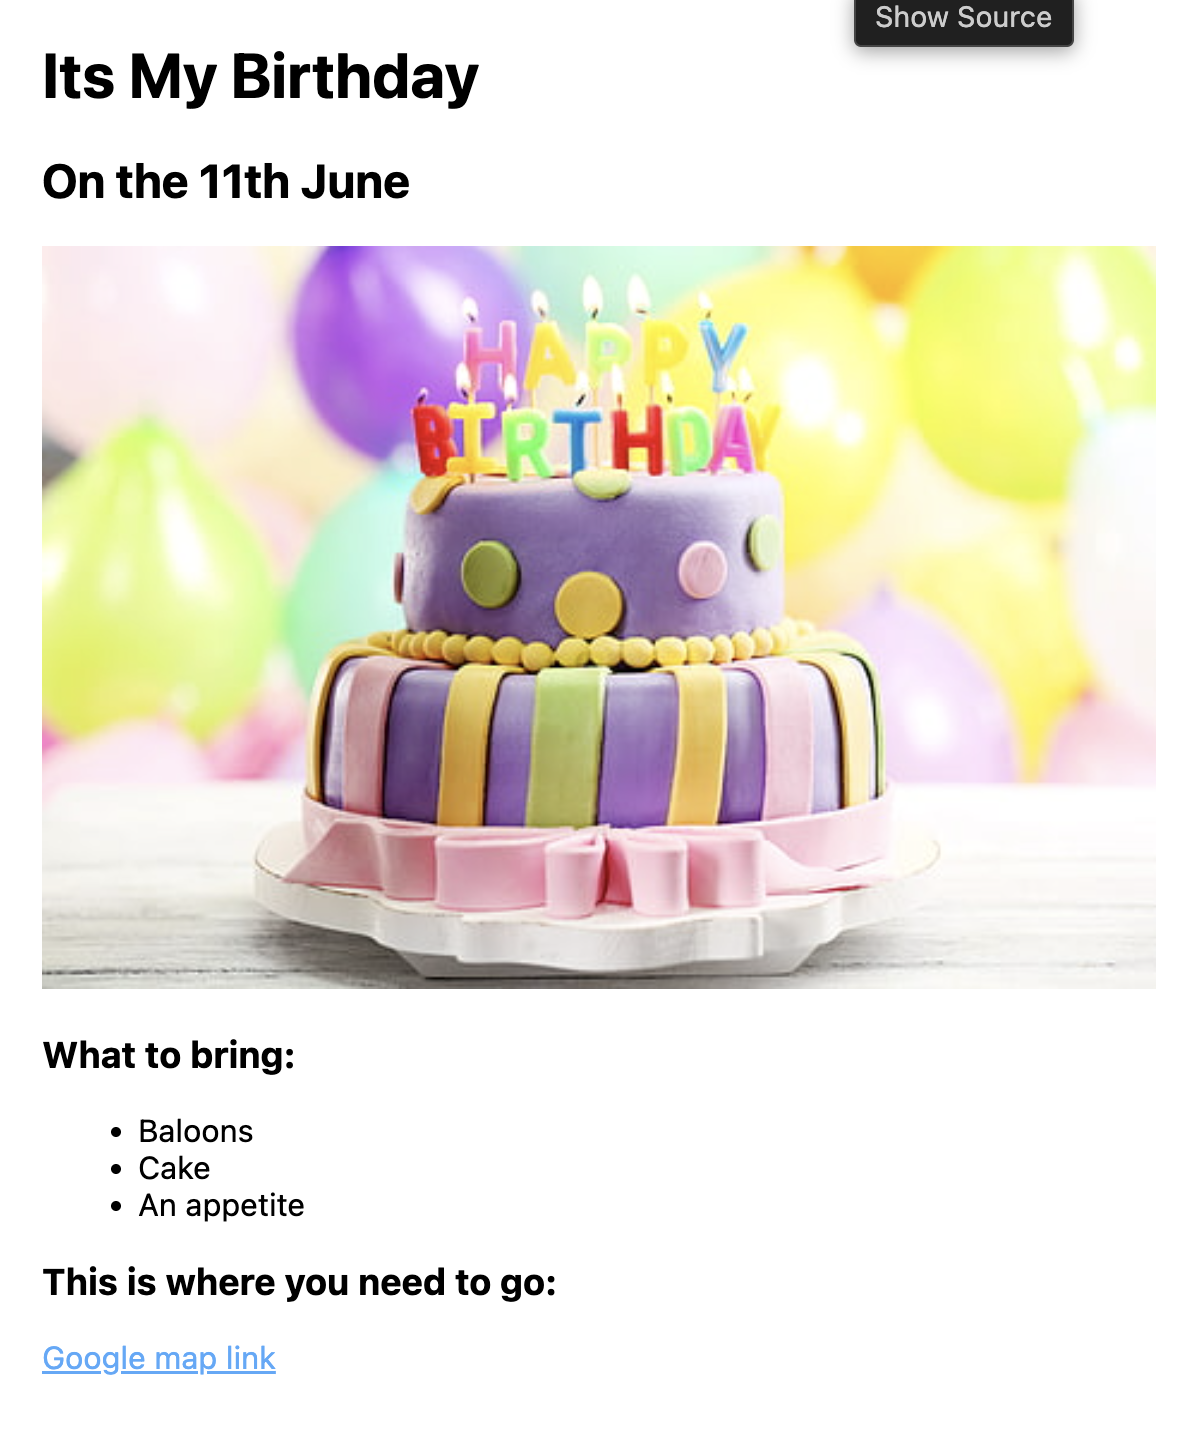 Show Source
Its My Birthday
On the 11th June
HAPPY
BIRTHDAY
What to bring:
Baloons
Cake
An appetite
This is where you need to go:
Google map link